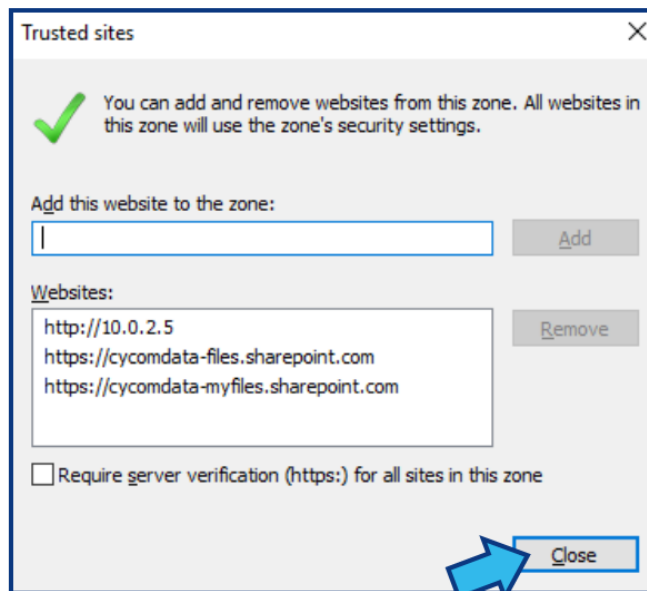 Trusted sites
You can add and remove websites from this zone. All websites in
this zone will use the zone's security settings.
Add this website to the zone:
Add
Websites:
http://10.0.2.5
https://cycomdata-files.sharepoint.com
https://cycomdata-myfiles.sharepoint.com
Remove
Require server verification (https:) for all sites in this zone
Close